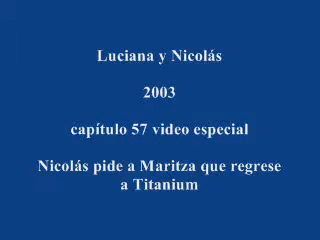 Luciana y Nicolás
2003
capítulo 57 video especial
Nicolás pide a Maritza que regrese
a Titanium